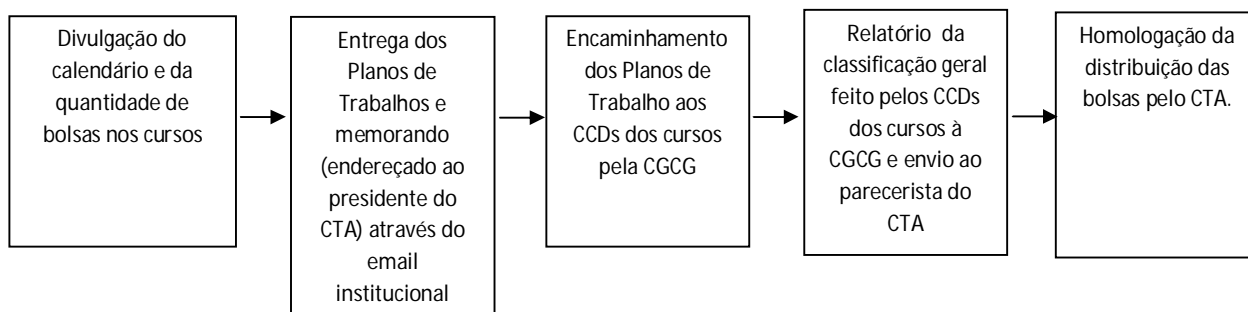 Divulgação do
calendário e da
quantidade de
bolsas nos cursos
Entrega dos
Planos de
Trabalhos e
memorando
(endereçado ao
presidente do
CTA) através do
email
institucional
Encaminhamento
dos Planos de
Trabalho aos
CCDs dos cursos
pela CGCG
Relatório da
classificação geral
feito pelos CCDs
dos cursos à
CGCG e envio ao
parecerista do
CTA
Homologação da
distribuição das
bolsas pelo CTA.